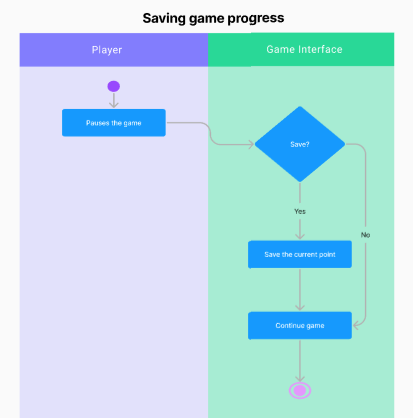 Saving game progress
Player
Game Interface
Pauses the game
Save?
Yes
No
Save the current point
Continue game